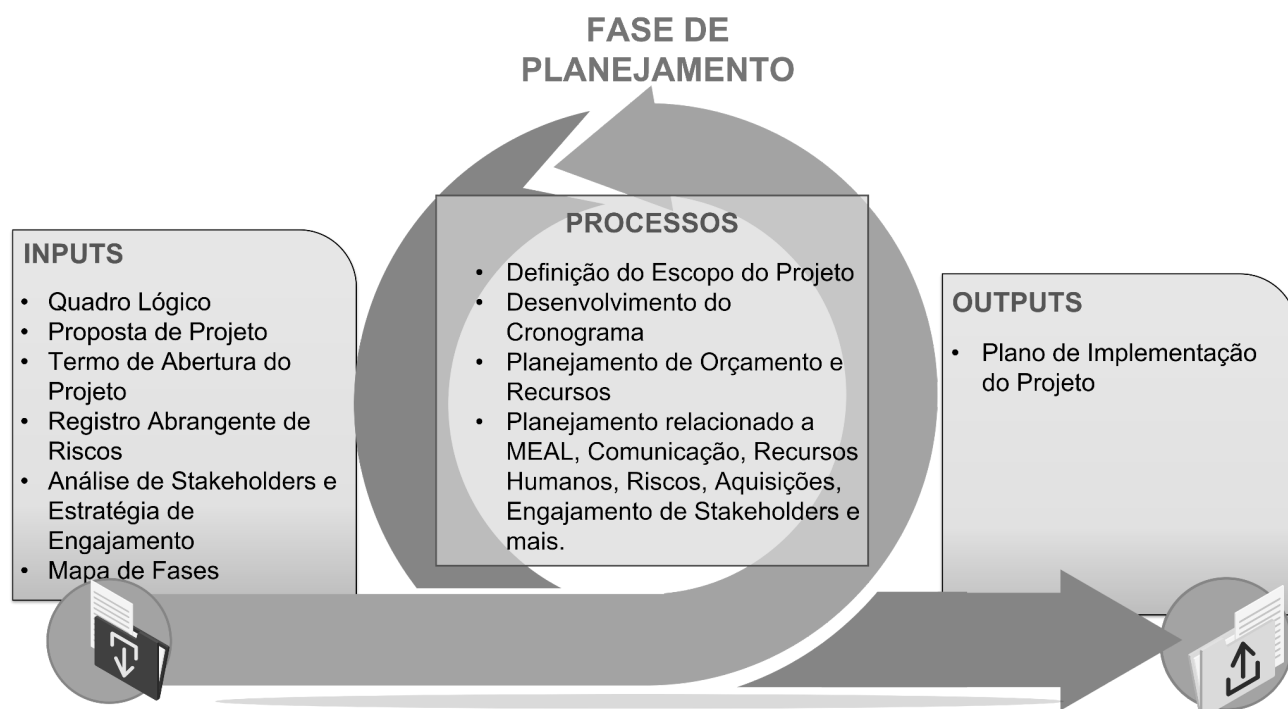 FASE DE
PLANEJAMENTO
INPUTS
• Quadro Lógico
• Proposta de Projeto
• Termo de Abertura do
Projeto
• Registro Abrangente de
Riscos
• Análise de Stakeholders e
Estratégia de
Engajamento
• Mapa de Fases
PROCESSOS
• Definição do Escopo do Projeto
• Desenvolvimento do
Cronograma
• Planejamento de Orçamento e
Recursos
• Planejamento relacionado a
MEAL, Comunicação, Recursos
Humanos, Riscos, Aquisições,
Engajamento de Stakeholders e
mais.
OUTPUTS
• Plano de Implementação
do Projeto